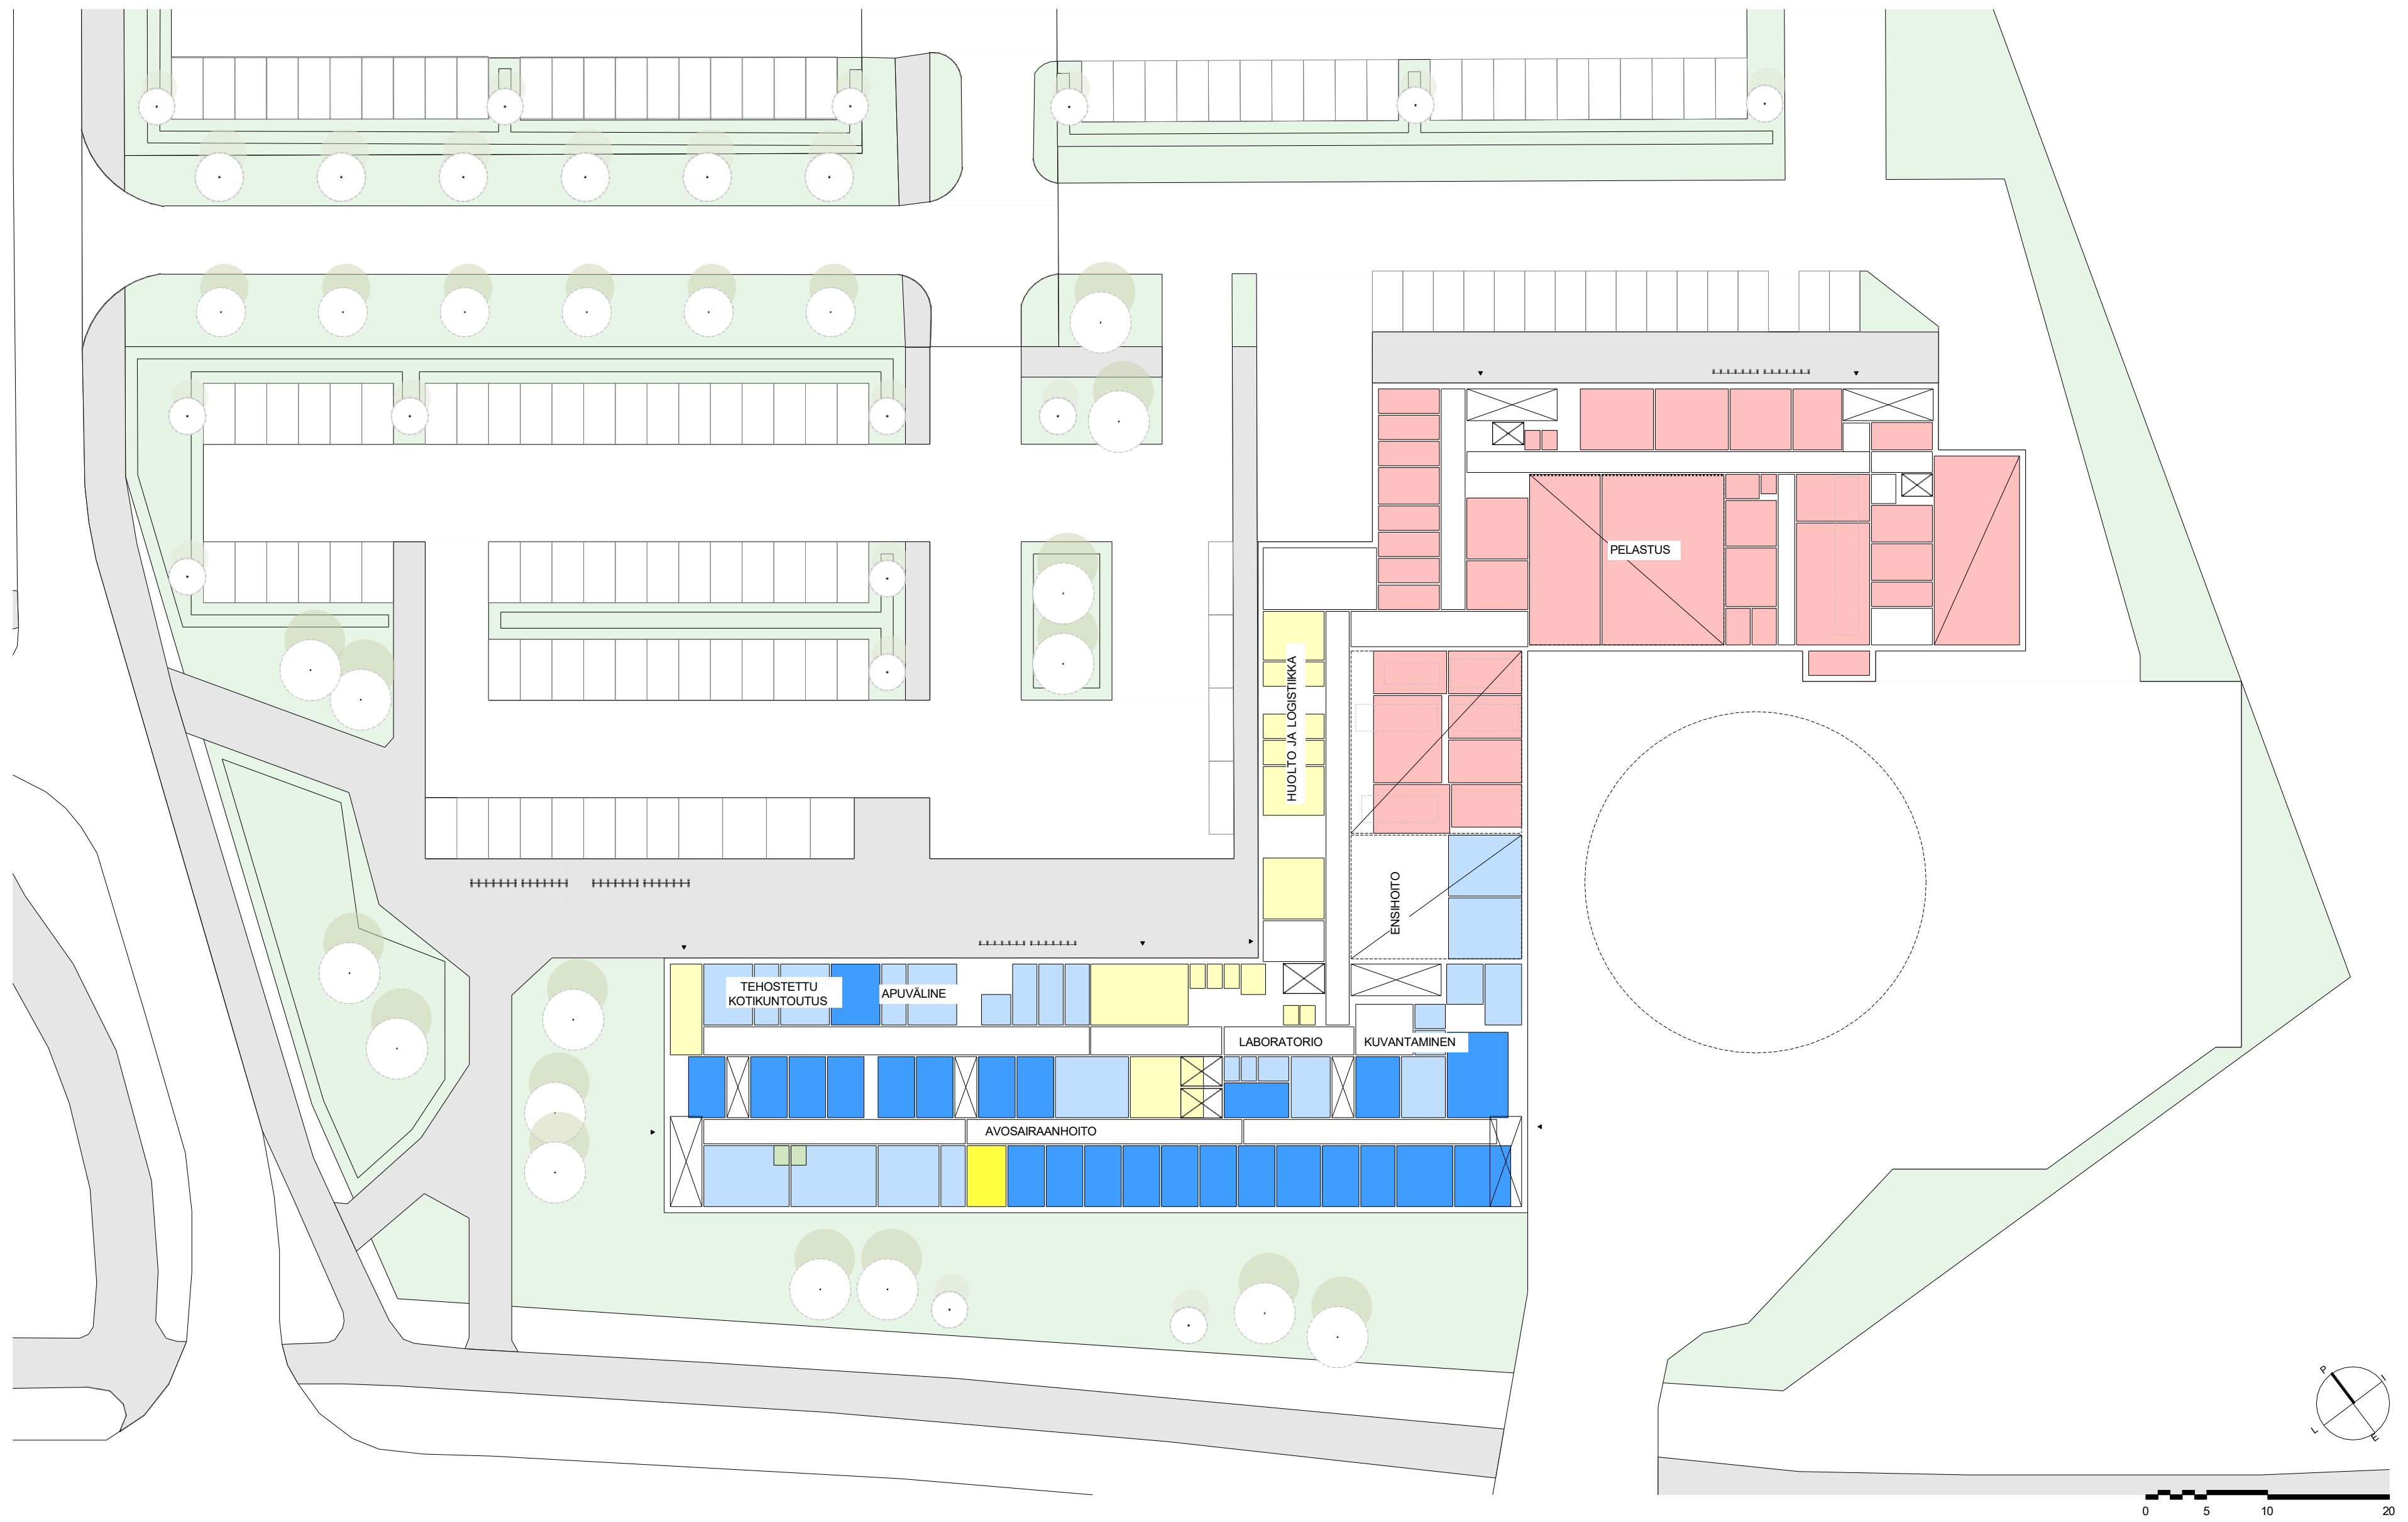 PELASTUS
HUOLTO JA LOGISTIIKKA
ENSIHOITO
TEHOSTETTU
KOTIKUNTOUTUS
APUVÄLINE
LABORATORIO
KUVANTAMINEN
AVOSAIRAANHOITO
P
I
L
E
0 5 10 20